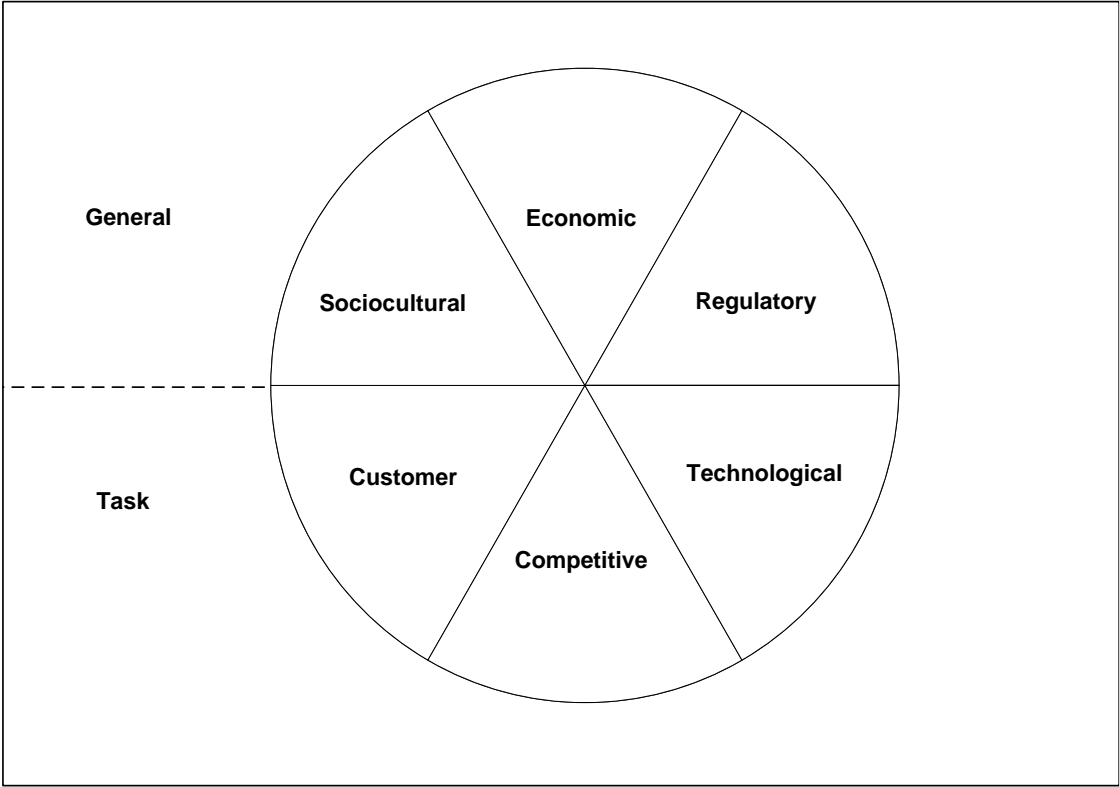 General
Economic
Sociocultural
Regulatory
Customer
Technological
Task
Competitive